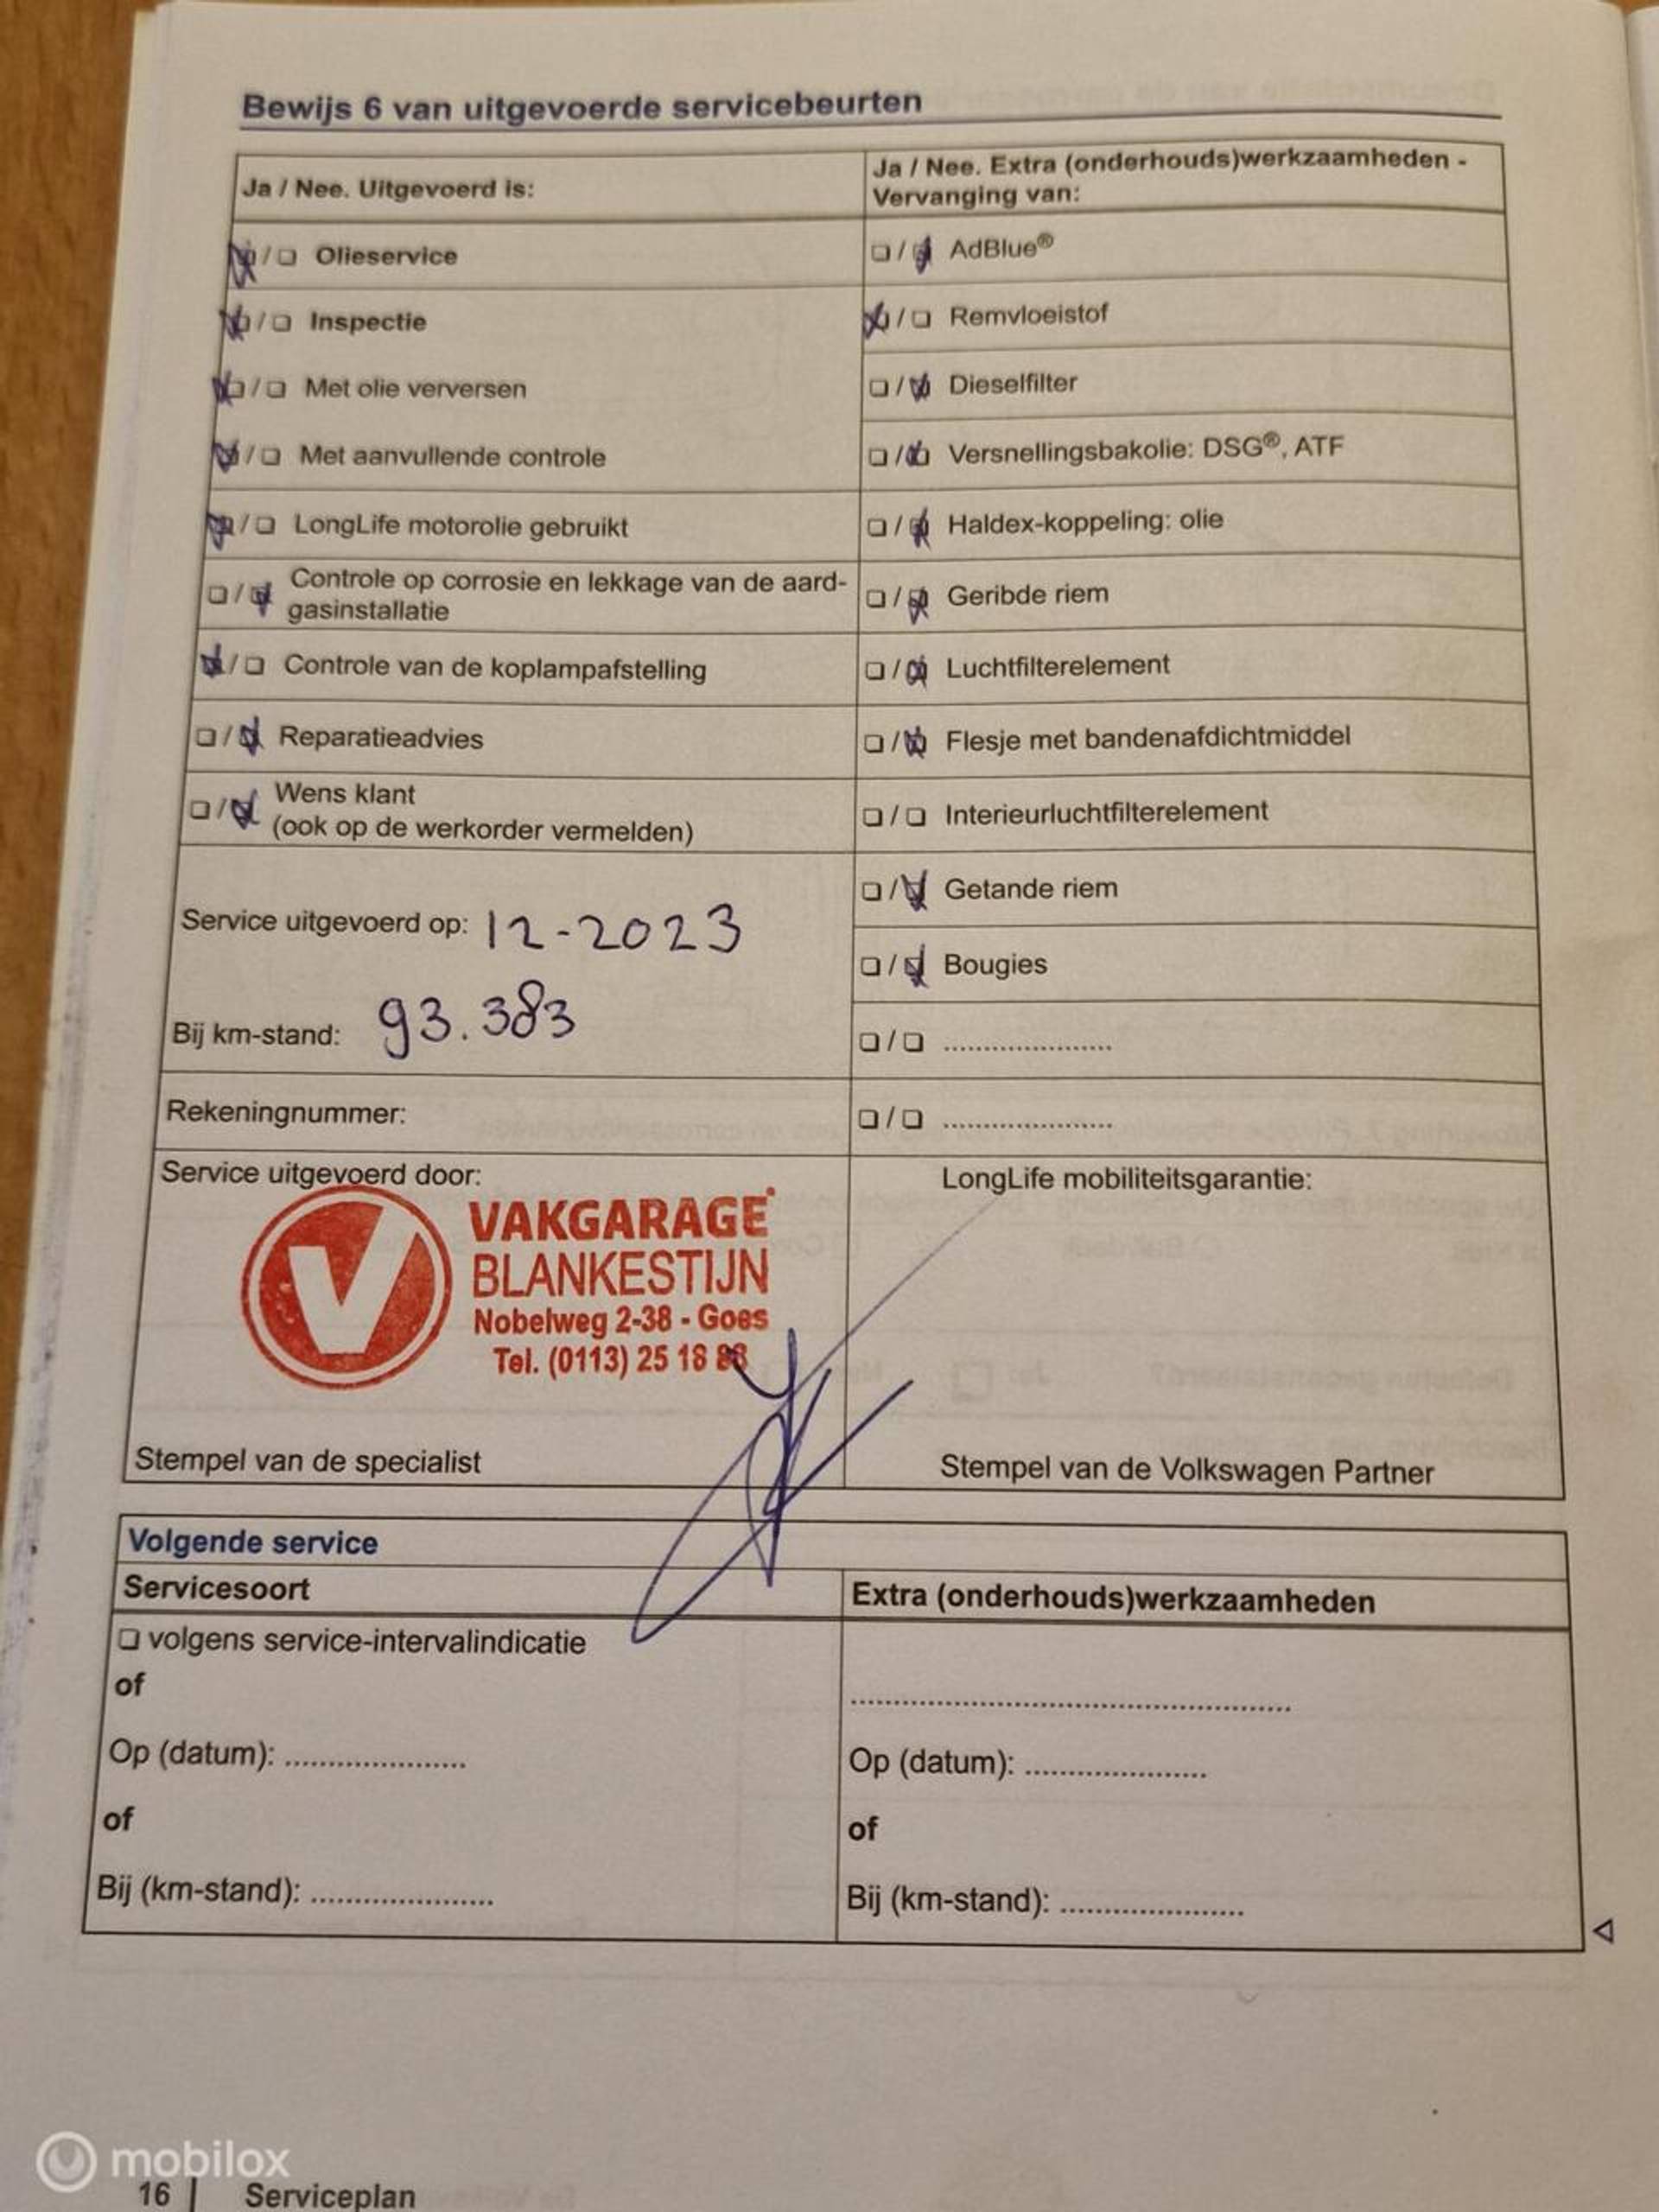 Bewijs 6 van uitgevoerde servicebeurten
Ja / Nee. Uitgevoerd is:
☒/☐ Olieservice
☒/☐ Inspectie
☒/☐ Met olie verversen
☒/☐ Met aanvullende controle
☒/☐ LongLife motorolie gebruikt
☐/☒ Controle op corrosie en lekkage van de aard-
gasinstallatie
☒/☐ Controle van de koplampafstelling
☐/☒ Reparatieadvies
☐/☒ Wens klant
(ook op de werkorder vermelden)
Service uitgevoerd op: 12-2023
Bij km-stand: 93.383
Rekeningnummer:
Ja / Nee. Extra (onderhouds)werkzaamheden -
Vervanging van:
☐/☒ AdBlue®
☒/☐ Remvloeistof
☐/☒ Dieselfilter
☐/☒ Versnellingsbakolie: DSG®, ATF
☐/☒ Haldex-koppeling: olie
☐/☒ Geribde riem
☐/☒ Luchtfilterelement
☐/☒ Flesje met bandenafdichtmiddel
☐/☐ Interieurluchtfilterelement
☐/☒ Getande riem
☐/☒ Bougies
☐/☐ .....................
☐/☐ .....................
Service uitgevoerd door:
VAKGARAGE
BLANKESTIJN
Nobelweg 2-38 - Goes
Tel. (0113) 25 18 88
Stempel van de specialist
LongLife mobiliteitsgarantie:
Stempel van de Volkswagen Partner
Volgende service
Servicesoort
☐ volgens service-intervalindicatie
of
Op (datum): ......................
of
Bij (km-stand): ......................
Extra (onderhouds)werkzaamheden
......................................................
Op (datum): ......................
of
Bij (km-stand): ......................
mobilox
16 | Serviceplan